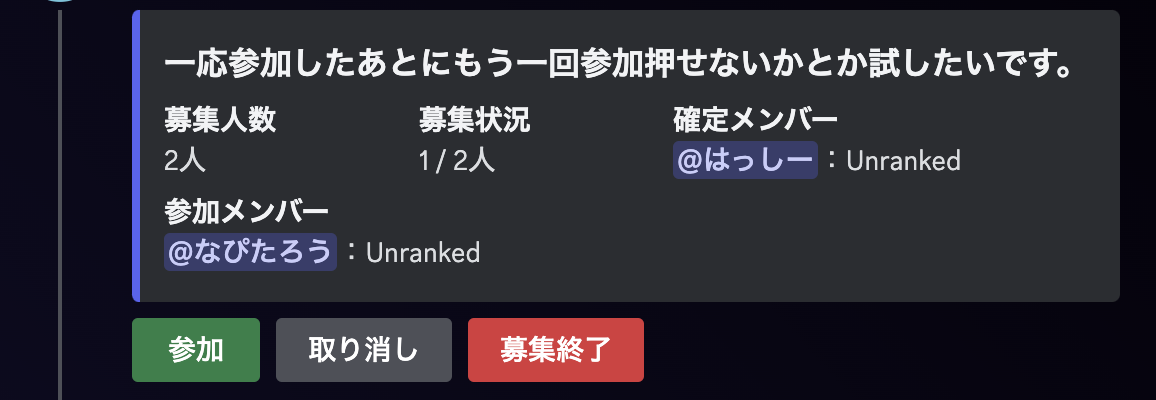 一応参加したあとにもう一回参加押せないかとか試したいです。
募集人数 募集状況 確定メンバー
2人 1 / 2人 @はっしー：Unranked
参加メンバー
@なぴたろう：Unranked
参加 取り消し 募集終了